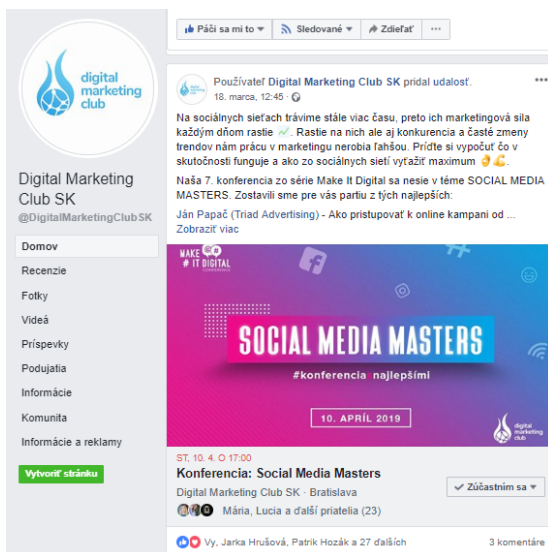 digital
marketing
club
Digital Marketing
Club SK
@DigitalMarketingClubSK
Domov
Recenzie
Fotky
Videá
Príspevky
Podujatia
Informácie
Komunita
Informácie a reklamy
Vytvoriť stránku
Páči sa mi to
Sledované
Zdieľať
Používateľ Digital Marketing Club SK pridal udalosť.
18. marca, 12:45
Na sociálnych sieťach trávime stále viac času, preto ich marketingová sila
každým dňom rastie 📈. Rastie na nich ale aj konkurencia a časté zmeny
trendov nám prácu v marketingu nerobia ľahšou. Príďte si vypočuť čo v
skutočnosti funguje a ako zo sociálnych sietí vyťažiť maximum 👌💪.
Naša 7. konferencia zo série Make It Digital sa nesie v téme SOCIAL MEDIA
MASTERS. Zostavili sme pre vás partiu z tých najlepších:
Ján Papač (Triad Advertising) - Ako pristupovať k online kampani od ...
Zobraziť viac
MAKE @#
# IT DIGITAL
CONFERENCE
SOCIAL MEDIA MASTERS
#konferencia najlepšími
10. APRÍL 2019
digital
marketing
club
ST, 10. 4. O 17:00
Konferencia: Social Media Masters
Digital Marketing Club SK · Bratislava
Mária, Lucia a ďalší priatelia (23)
Zúčastním sa
Vy, Jarka Hrušová, Patrik Hozák a 27 ďalších
3 komentáre